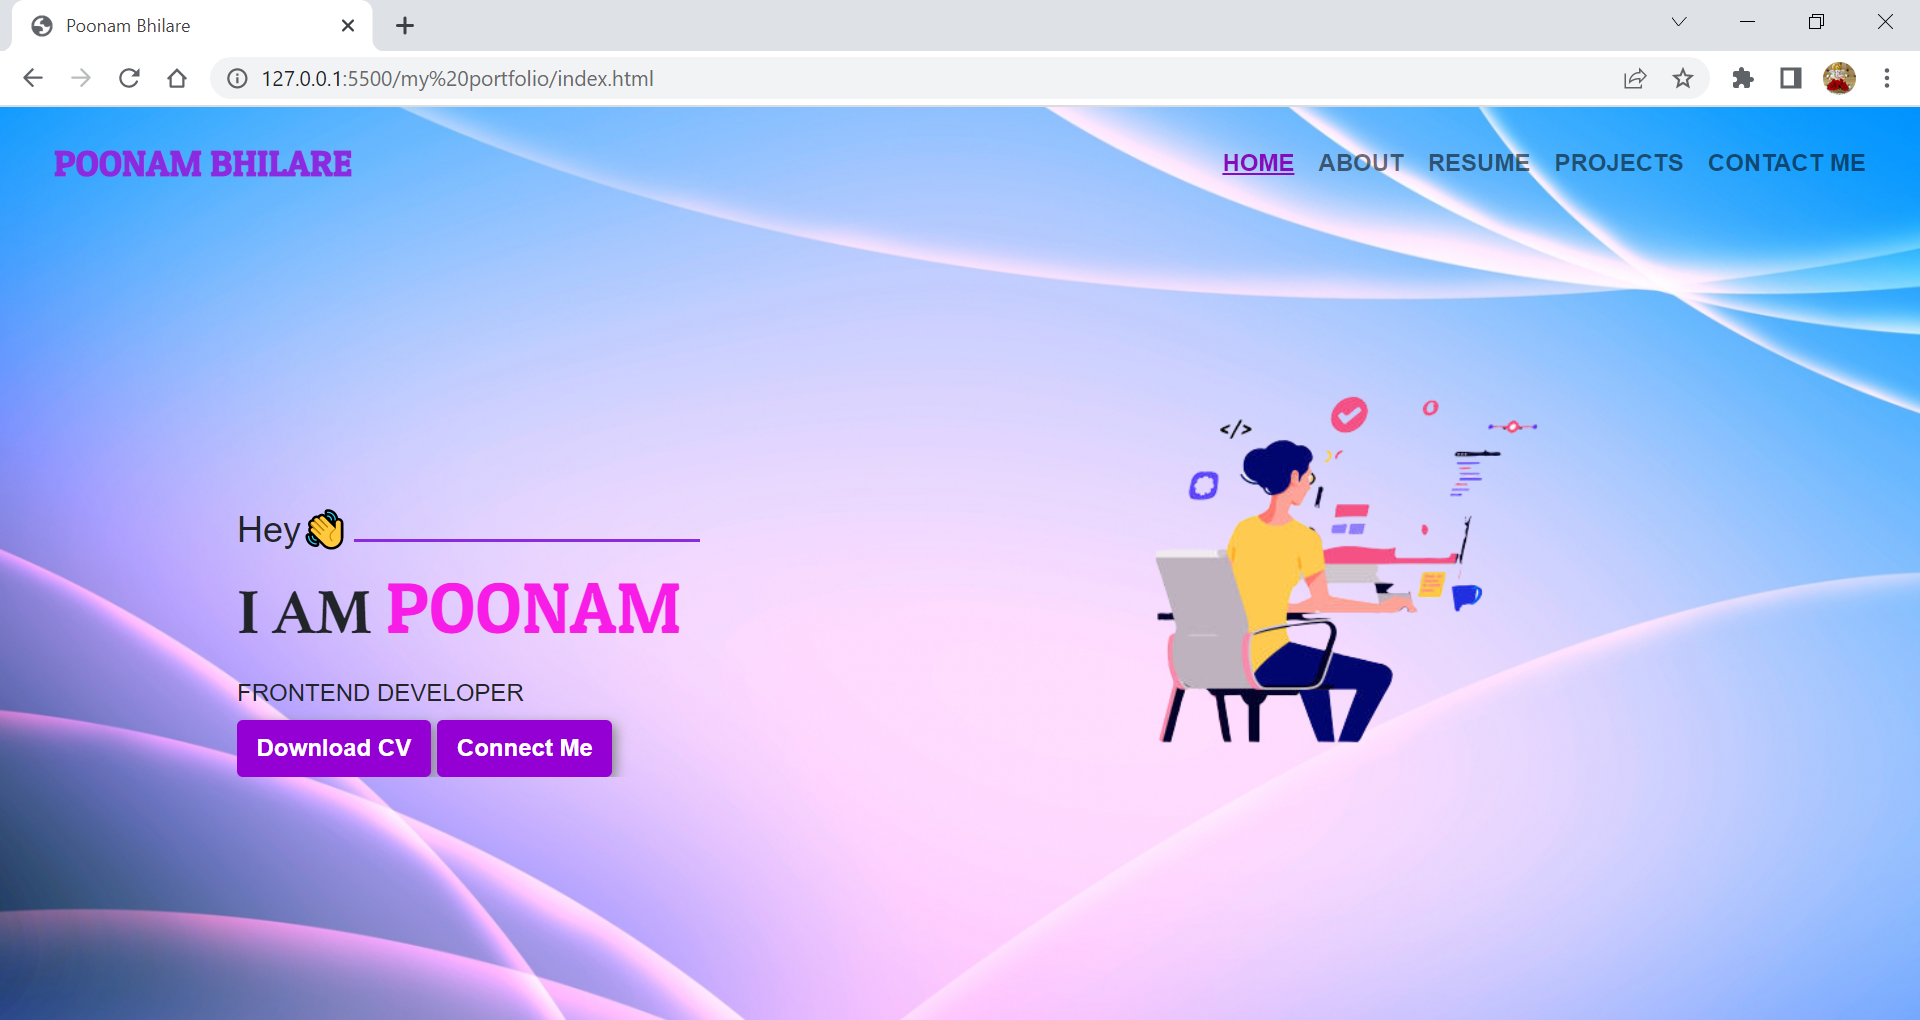 Poonam Bhilare
127.0.0.1:5500/my%20portfolio/index.html
POONAM BHILARE
HOME ABOUT RESUME PROJECTS CONTACT ME
</>
Hey👋
I AM POONAM
FRONTEND DEVELOPER
Download CV Connect Me